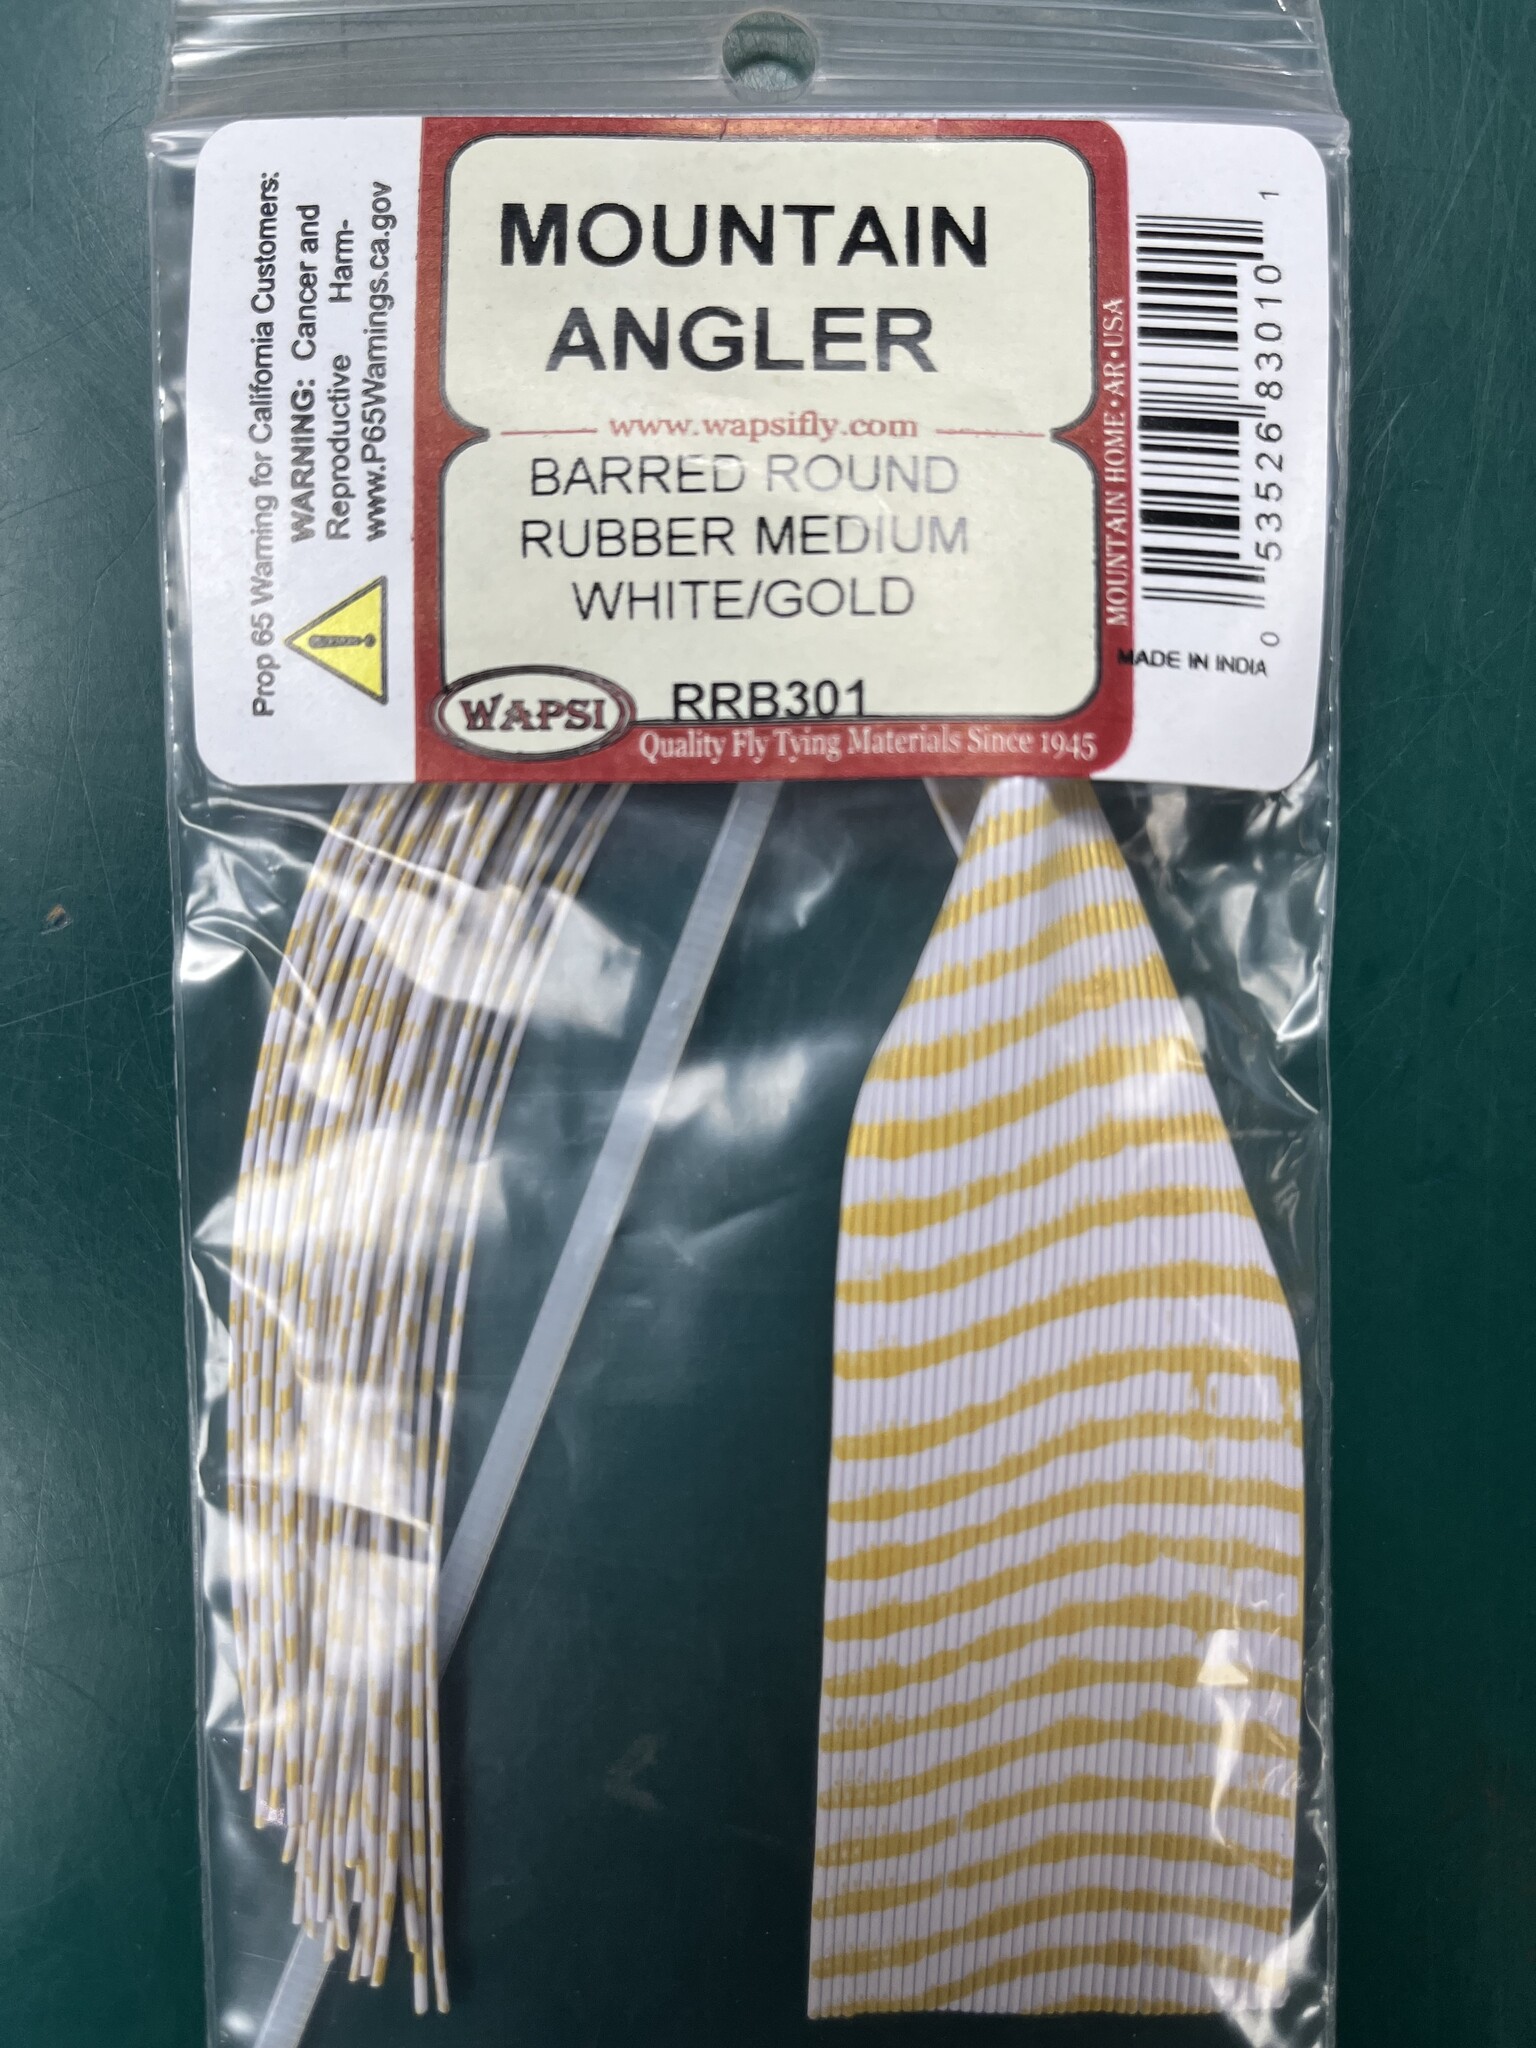 Prop 65 Warning for California Customers:
WARNING: Cancer and
Reproductive Harm-
www.P65Warnings.ca.gov
MOUNTAIN
ANGLER
www.wapsifly.com
BARRED ROUND
RUBBER MEDIUM
WHITE/GOLD
RRB301
WAPSI
Quality Fly Tying Materials Since 1945
MOUNTAIN HOME • AR • USA
0 53526 83010 1
MADE IN INDIA